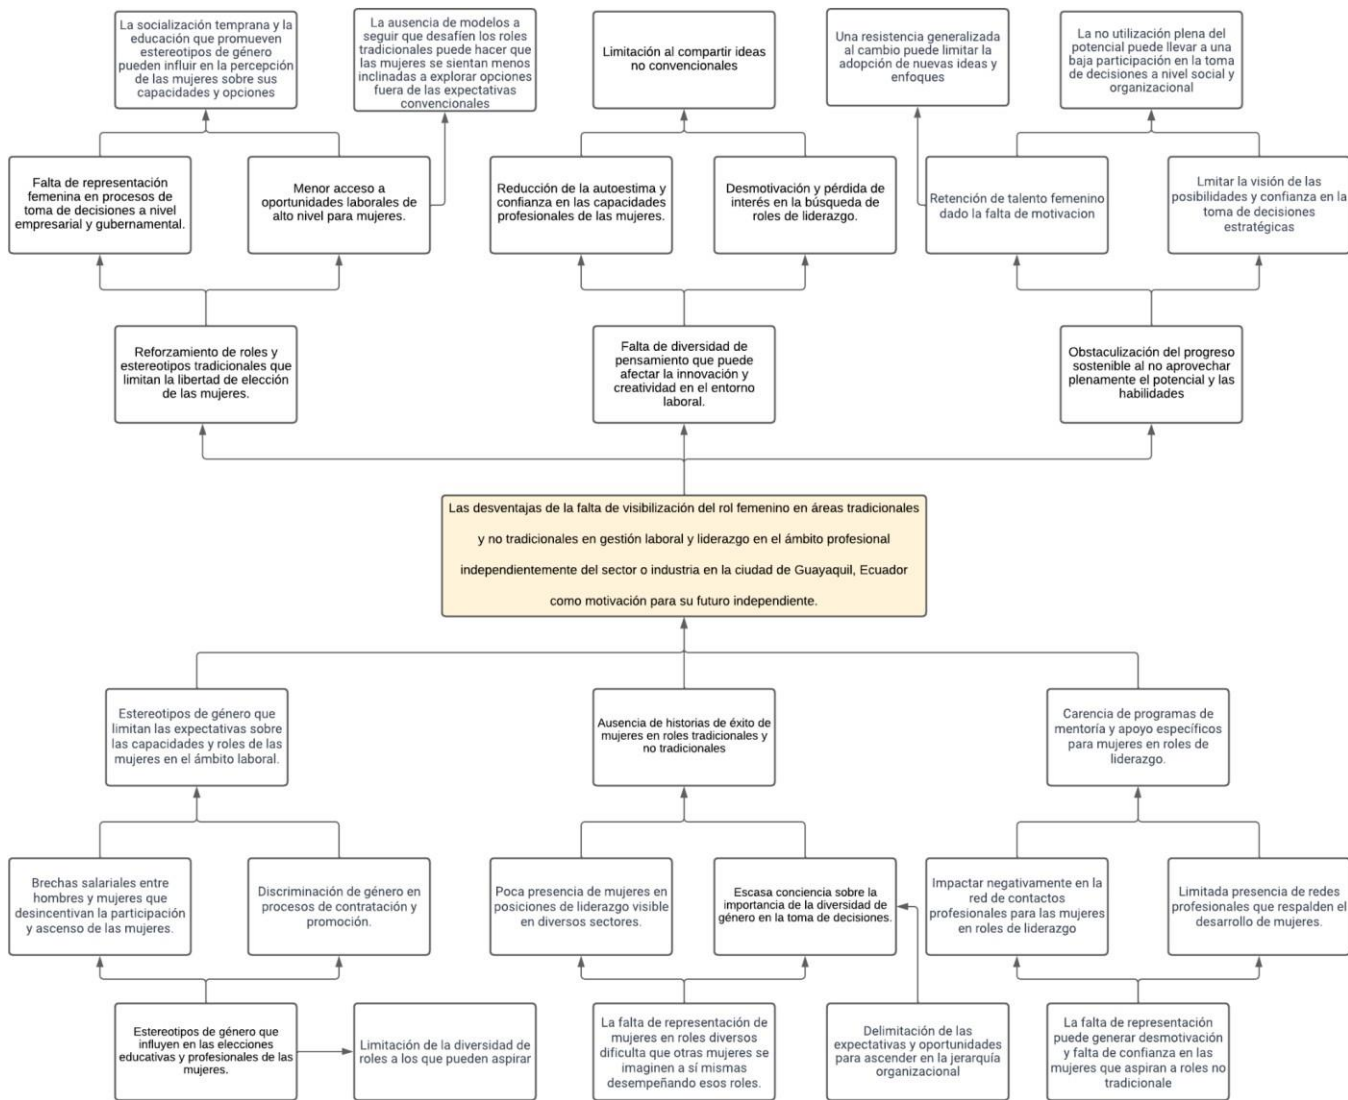 La socialización temprana y la
educación que promueven
estereotipos de género
pueden influir en la percepción
de las mujeres sobre sus
capacidades y opciones
La ausencia de modelos a
seguir que desafíen los roles
tradicionales puede hacer que
las mujeres se sientan menos
inclinadas a explorar opciones
fuera de las expectativas
convencionales
Limitación al compartir ideas
no convencionales
Una resistencia generalizada
al cambio puede limitar la
adopción de nuevas ideas y
enfoques
La no utilización plena del
potencial puede llevar a una
baja participación en la toma
de decisiones a nivel social y
organizacional
Falta de representación
femenina en procesos de
toma de decisiones a nivel
empresarial y gubernamental.
Menor acceso a
oportunidades laborales de
alto nivel para mujeres.
Reducción de la autoestima y
confianza en las capacidades
profesionales de las mujeres.
Desmotivación y pérdida de
interés en la búsqueda de
roles de liderazgo.
Retención de talento femenino
dado la falta de motivacion
Lmitar la visión de las
posibilidades y confianza en la
toma de decisiones
estratégicas
Reforzamiento de roles y
estereotipos tradicionales que
limitan la libertad de elección
de las mujeres.
Falta de diversidad de
pensamiento que puede
afectar la innovación y
creatividad en el entorno
laboral.
Obstaculización del progreso
sostenible al no aprovechar
plenamente el potencial y las
habilidades
Las desventajas de la falta de visibilización del rol femenino en áreas tradicionales
y no tradicionales en gestión laboral y liderazgo en el ámbito profesional
independientemente del sector o industria en la ciudad de Guayaquil, Ecuador
como motivación para su futuro independiente.
Estereotipos de género que
limitan las expectativas sobre
las capacidades y roles de las
mujeres en el ámbito laboral.
Ausencia de historias de éxito de
mujeres en roles tradicionales y
no tradicionales
Carencia de programas de
mentoría y apoyo específicos
para mujeres en roles de
liderazgo.
Brechas salariales entre
hombres y mujeres que
desincentivan la participación
y ascenso de las mujeres.
Discriminación de género en
procesos de contratación y
promoción.
Poca presencia de mujeres en
posiciones de liderazgo visible
en diversos sectores.
Escasa conciencia sobre la
importancia de la diversidad de
género en la toma de decisiones.
Impactar negativamente en la
red de contactos
profesionales para las mujeres
en roles de liderazgo
Limitada presencia de redes
profesionales que respalden el
desarrollo de mujeres.
Estereotipos de género que
influyen en las elecciones
educativas y profesionales de las
mujeres.
Limitación de la diversidad de
roles a los que pueden aspirar
La falta de representación de
mujeres en roles diversos
dificulta que otras mujeres se
imaginen a sí mismas
desempeñando esos roles.
Delimitación de las
expectativas y oportunidades
para ascender en la jerarquía
organizacional
La falta de representación
puede generar desmotivación
y falta de confianza en las
mujeres que aspiran a roles no
tradicionale